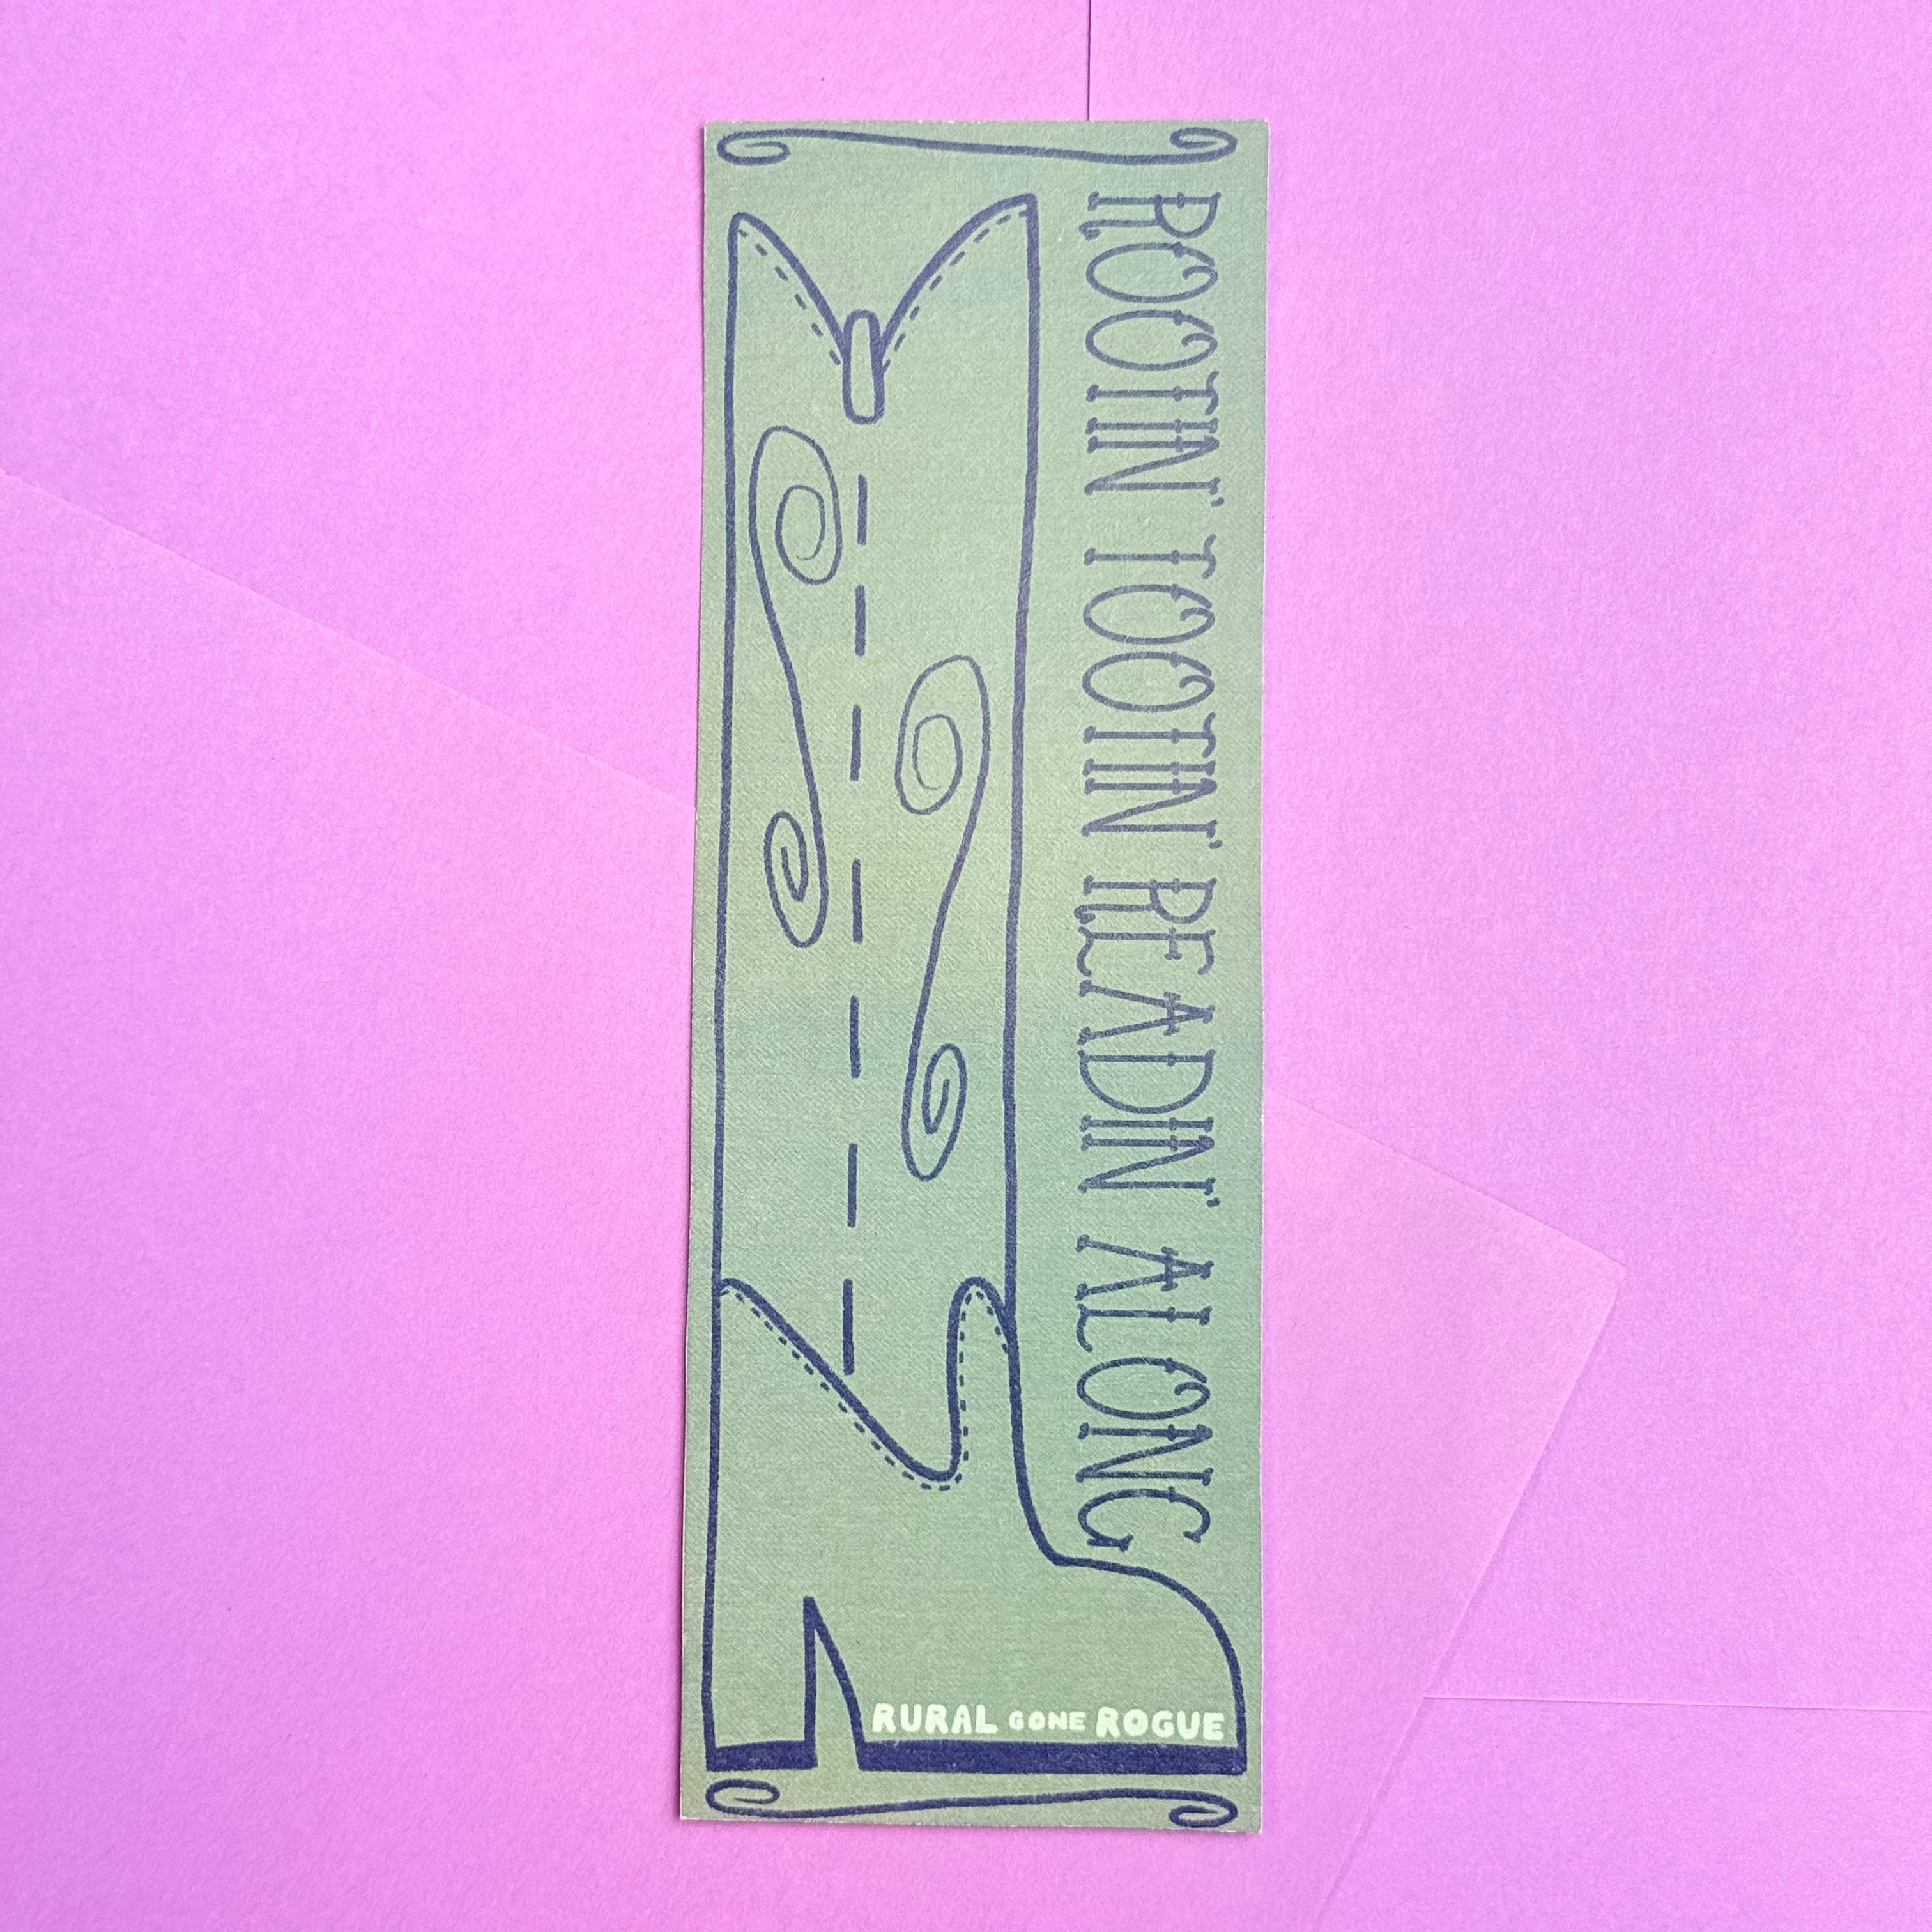 ROOTIN' TOOTIN' READIN' ALONG
RURAL GONE ROGUE